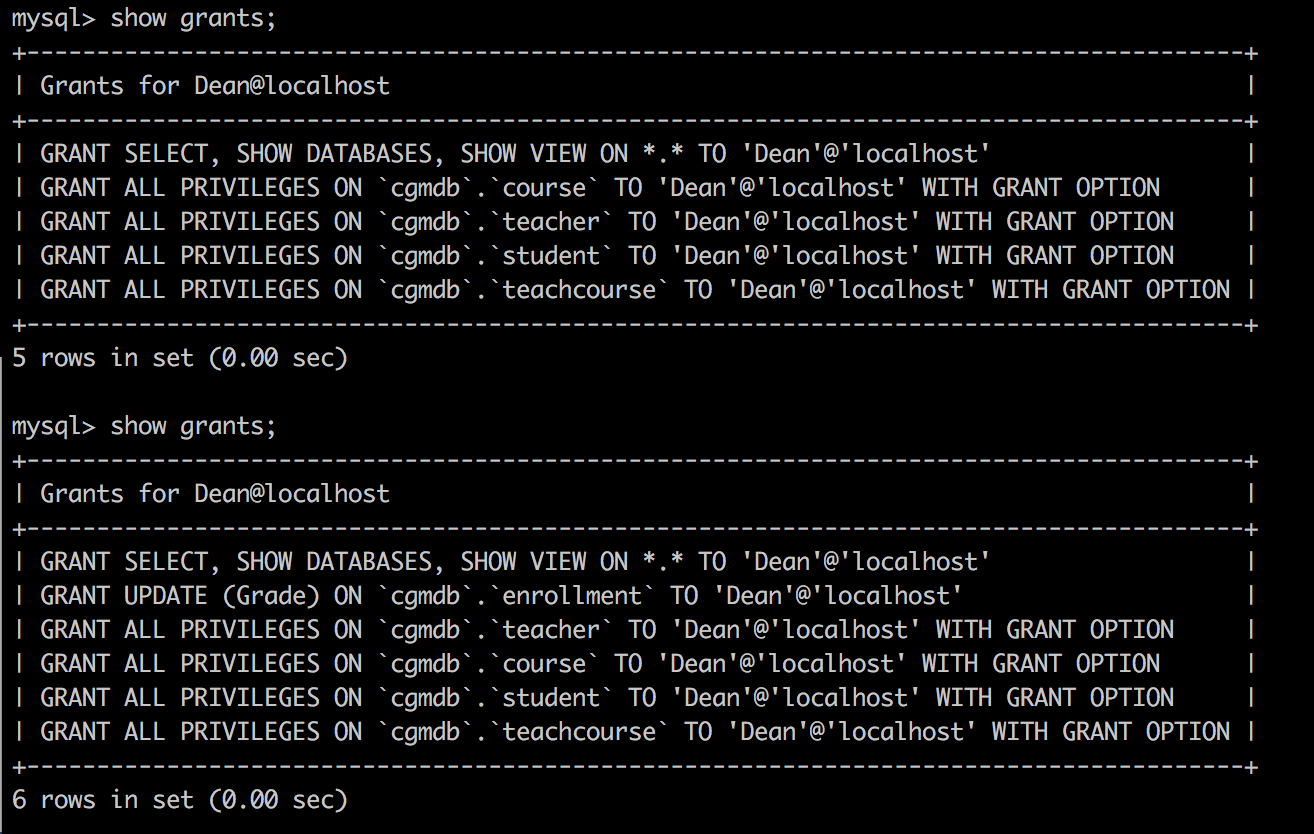 mysql> show grants;
+---------------------------------------------------------------------------------------+
| Grants for Dean@localhost                                                             |
+---------------------------------------------------------------------------------------+
| GRANT SELECT, SHOW DATABASES, SHOW VIEW ON *.* TO 'Dean'@'localhost'                  |
| GRANT ALL PRIVILEGES ON `cgmdb`.`course` TO 'Dean'@'localhost' WITH GRANT OPTION      |
| GRANT ALL PRIVILEGES ON `cgmdb`.`teacher` TO 'Dean'@'localhost' WITH GRANT OPTION     |
| GRANT ALL PRIVILEGES ON `cgmdb`.`student` TO 'Dean'@'localhost' WITH GRANT OPTION     |
| GRANT ALL PRIVILEGES ON `cgmdb`.`teachcourse` TO 'Dean'@'localhost' WITH GRANT OPTION |
+---------------------------------------------------------------------------------------+
5 rows in set (0.00 sec)

mysql> show grants;
+---------------------------------------------------------------------------------------+
| Grants for Dean@localhost                                                             |
+---------------------------------------------------------------------------------------+
| GRANT SELECT, SHOW DATABASES, SHOW VIEW ON *.* TO 'Dean'@'localhost'                  |
| GRANT UPDATE (Grade) ON `cgmdb`.`enrollment` TO 'Dean'@'localhost'                    |
| GRANT ALL PRIVILEGES ON `cgmdb`.`teacher` TO 'Dean'@'localhost' WITH GRANT OPTION     |
| GRANT ALL PRIVILEGES ON `cgmdb`.`course` TO 'Dean'@'localhost' WITH GRANT OPTION      |
| GRANT ALL PRIVILEGES ON `cgmdb`.`student` TO 'Dean'@'localhost' WITH GRANT OPTION     |
| GRANT ALL PRIVILEGES ON `cgmdb`.`teachcourse` TO 'Dean'@'localhost' WITH GRANT OPTION |
+---------------------------------------------------------------------------------------+
6 rows in set (0.00 sec)